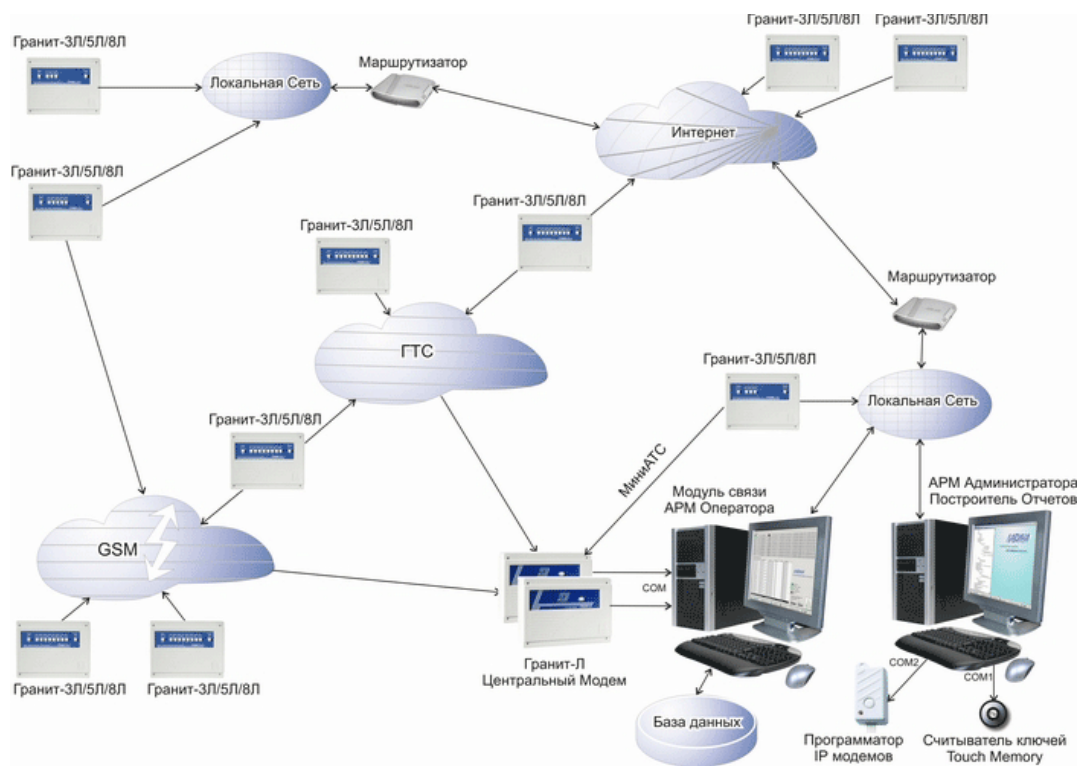 Гранит-3Л/5Л/8Л
Гранит-3Л/5Л/8Л
Гранит-3Л/5Л/8Л
Маршрутизатор
Локальная Сеть
Интернет
Гранит-3Л/5Л/8Л
Гранит-3Л/5Л/8Л
Гранит-3Л/5Л/8Л
Маршрутизатор
ГТС
Гранит-3Л/5Л/8Л
Локальная Сеть
Гранит-3Л/5Л/8Л
МиниАТС
Модуль связи
АРМ Оператора
АРМ Администратора
Построитель Отчетов
GSM
COM
Гранит-Л
Центральный Модем
COM2
COM1
Гранит-3Л/5Л/8Л
Гранит-3Л/5Л/8Л
База данных
Программатор
IP модемов
Считыватель ключей
Touch Memory